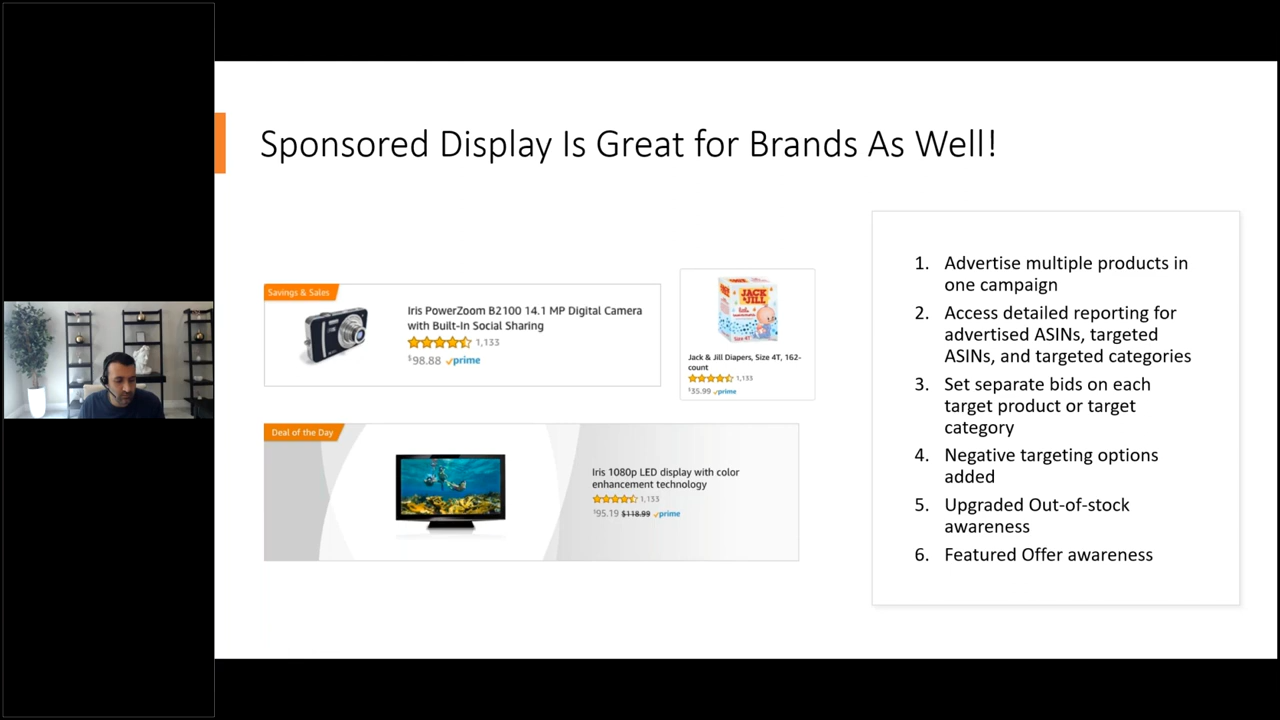 Sponsored Display Is Great for Brands As Well!
Savings & Sales
Iris PowerZoom B2100 14.1 MP Digital Camera
with Built-In Social Sharing
1,133
$98.88 prime
JACK & JILL
Size 4T
Jack & Jill Diapers, Size 4T, 162-
count
1,133
$35.99 prime
Deal of the Day
Iris 1080p LED display with color
enhancement technology
1,133
$95.19 $118.99 prime
1. Advertise multiple products in
one campaign
2. Access detailed reporting for
advertised ASINs, targeted
ASINs, and targeted categories
3. Set separate bids on each
target product or target
category
4. Negative targeting options
added
5. Upgraded Out-of-stock
awareness
6. Featured Offer awareness